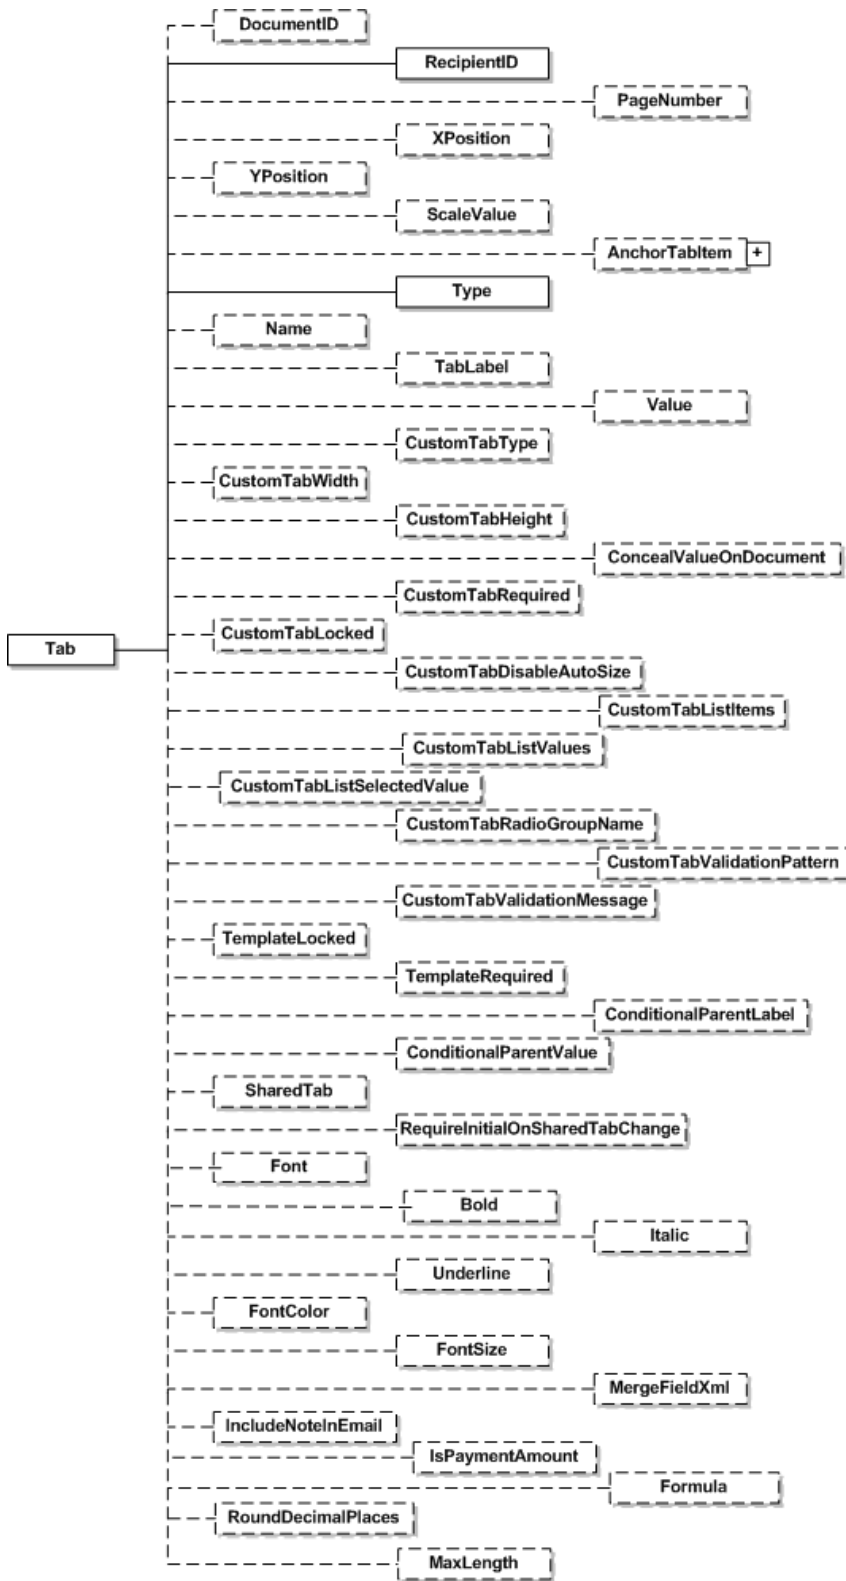 DocumentID
RecipientID
PageNumber
XPosition
YPosition
ScaleValue
AnchorTabItem +
Type
Name
TabLabel
Value
CustomTabType
CustomTabWidth
CustomTabHeight
ConcealValueOnDocument
CustomTabRequired
CustomTabLocked
Tab
CustomTabDisableAutoSize
CustomTabListItems
CustomTabListValues
CustomTabListSelectedValue
CustomTabRadioGroupName
CustomTabValidationPattern
CustomTabValidationMessage
TemplateLocked
TemplateRequired
ConditionalParentLabel
ConditionalParentValue
SharedTab
RequireInitialOnSharedTabChange
Font
Bold
Italic
Underline
FontColor
FontSize
MergeFieldXml
IncludeNoteInEmail
IsPaymentAmount
Formula
RoundDecimalPlaces
MaxLength